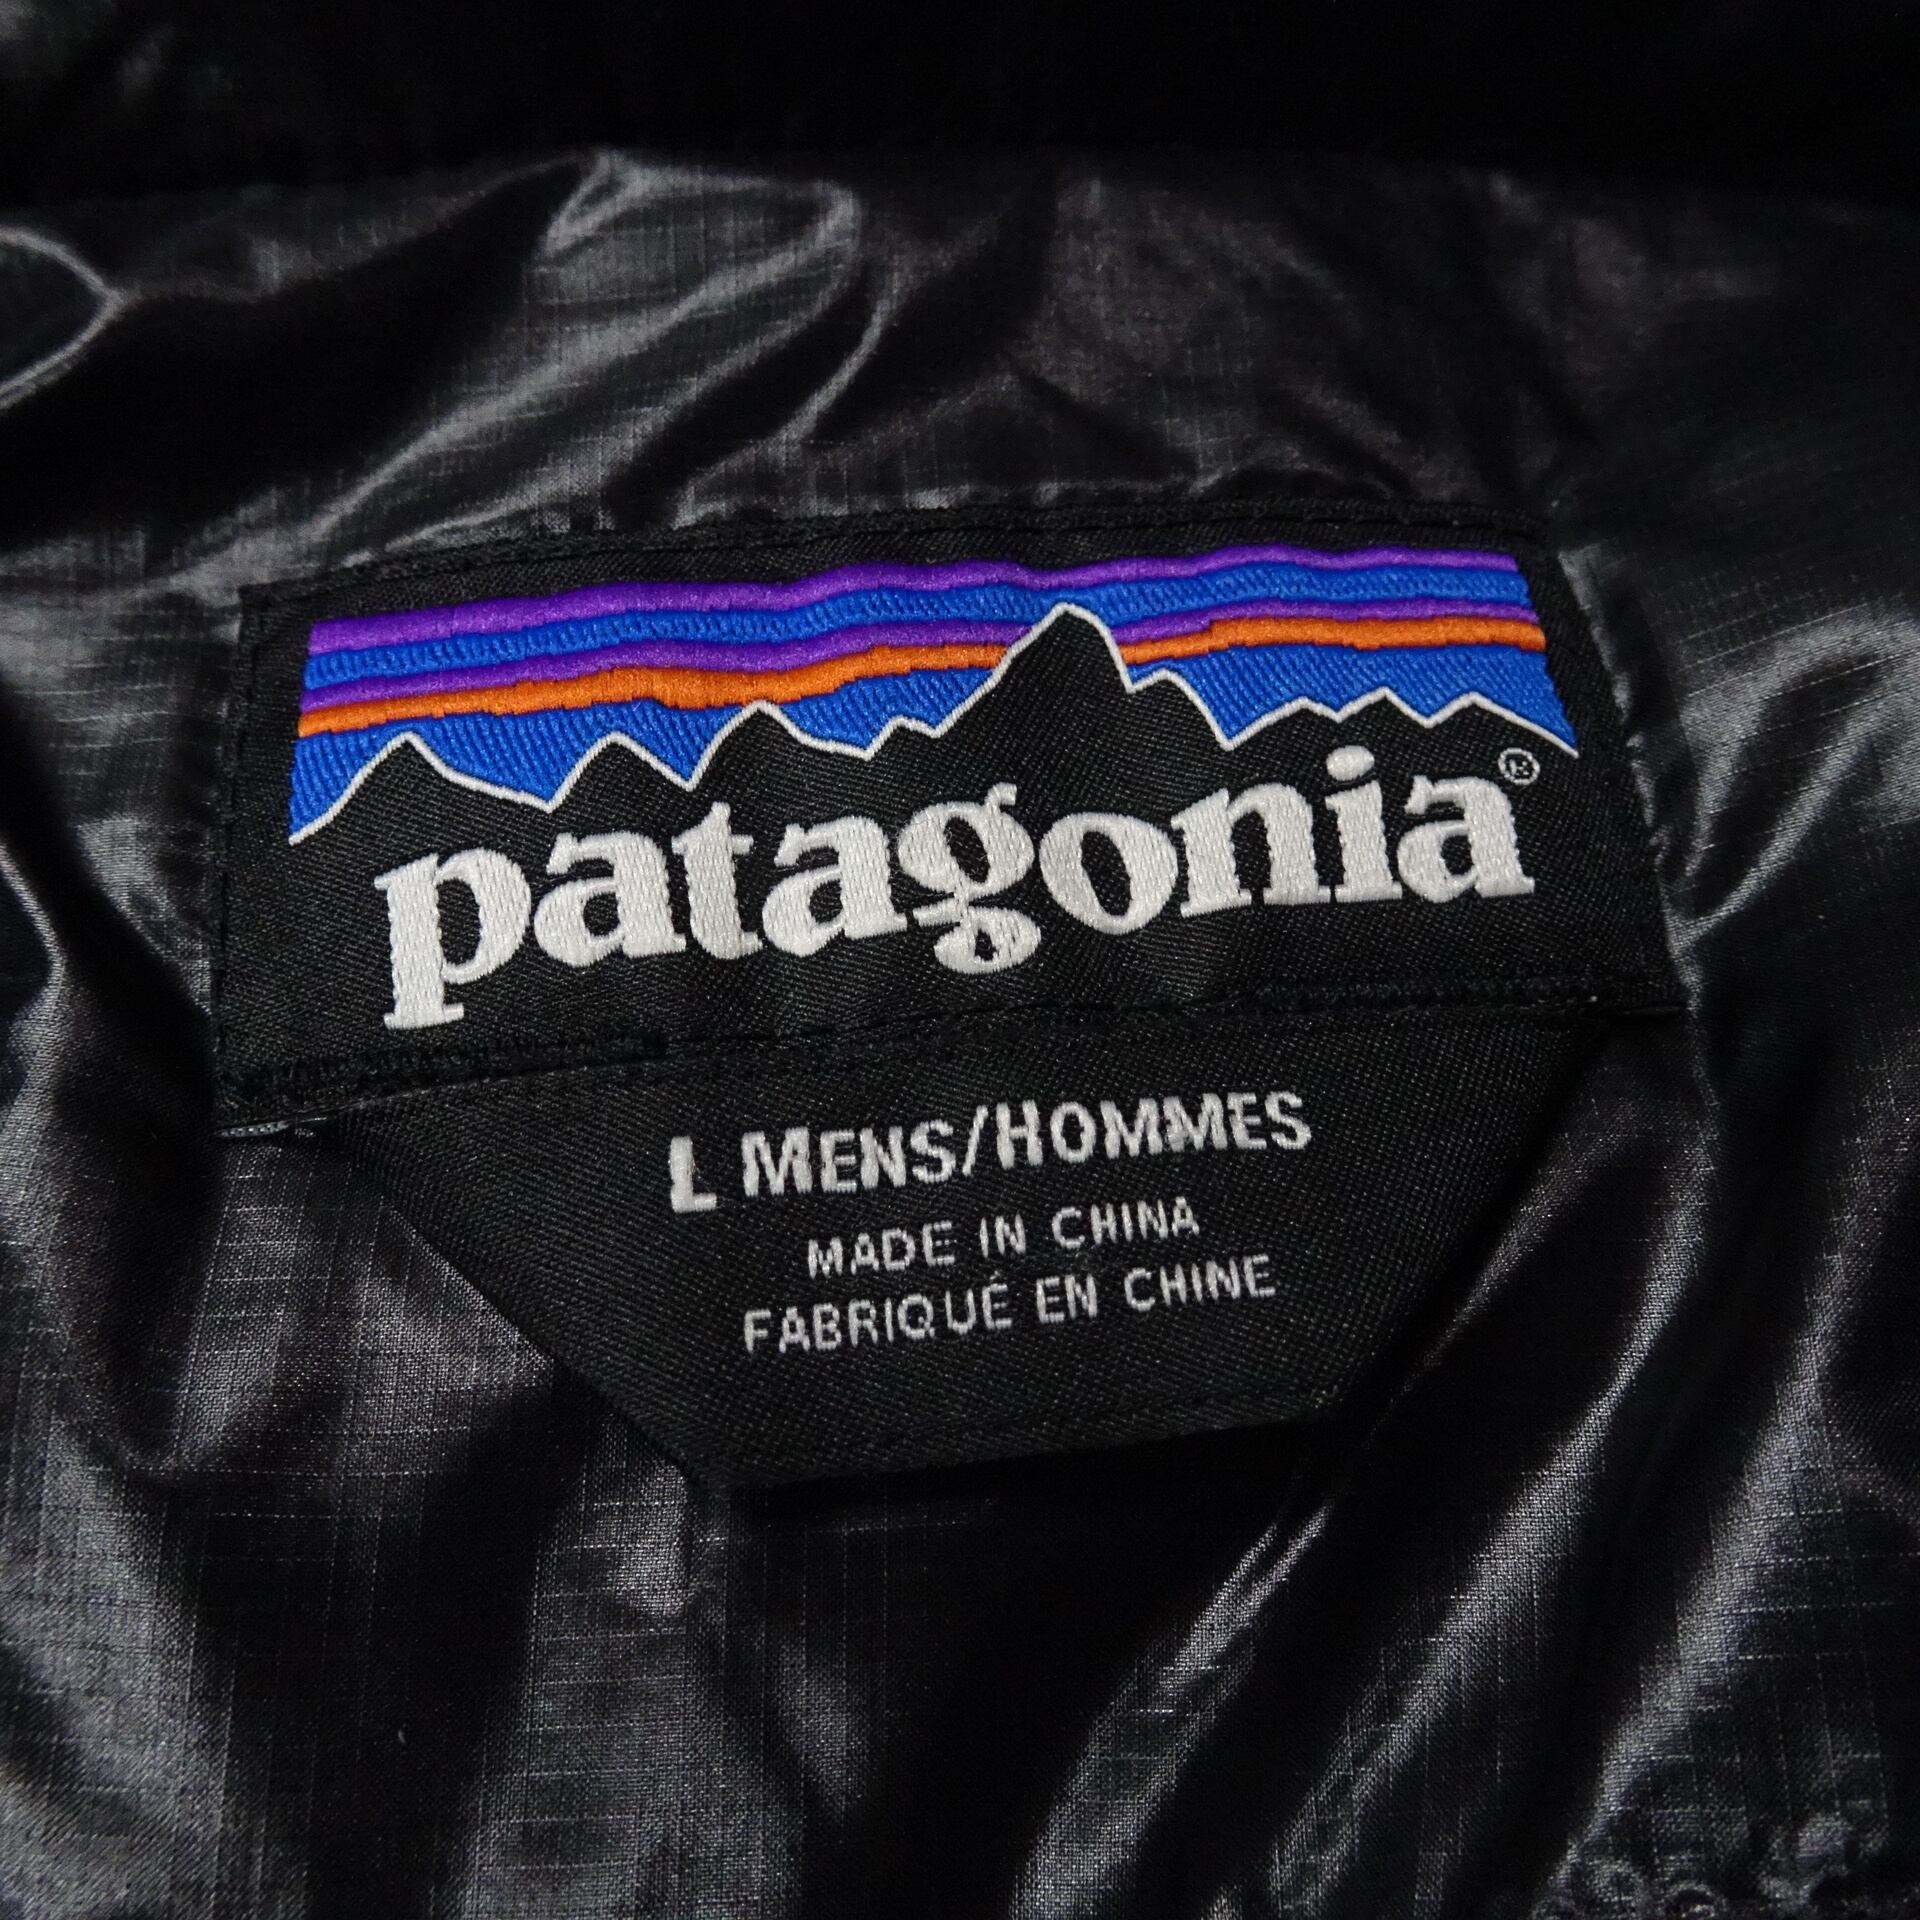 patagonia®
L MENS/HOMMES
MADE IN CHINA
FABRIQUÉ EN CHINE